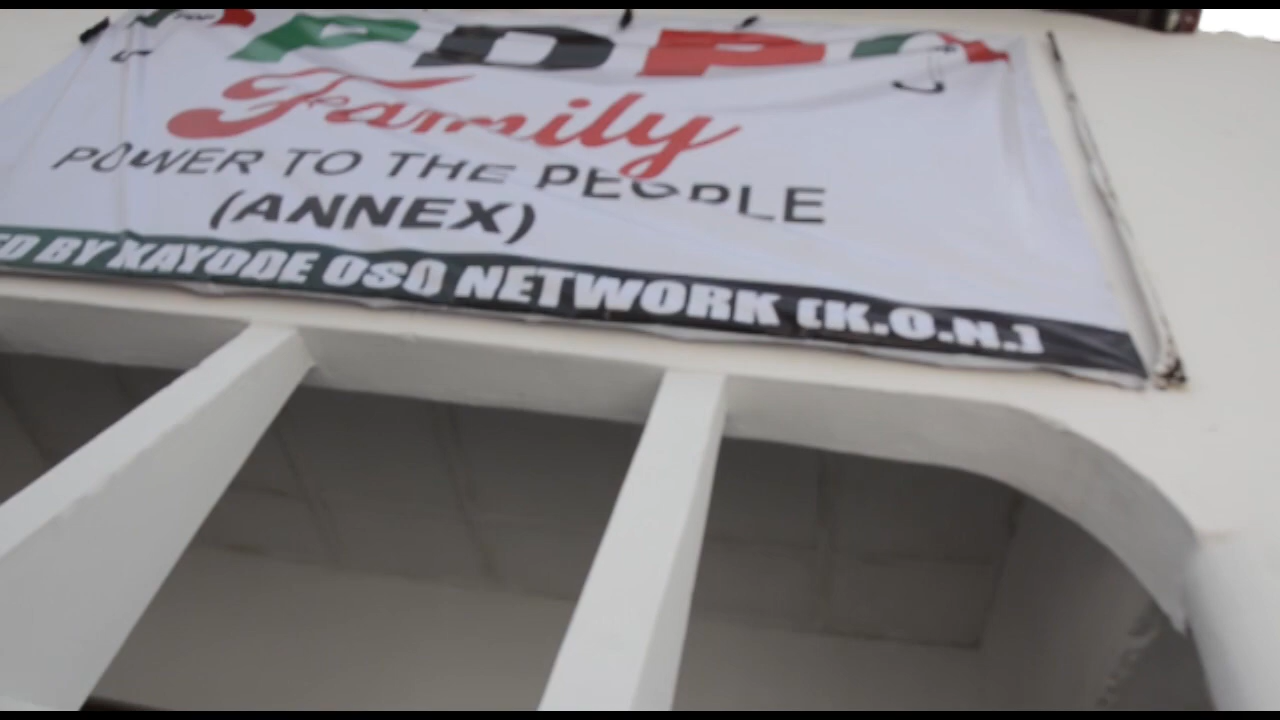 PDP
Family
POWER TO THE PEOPLE
(ANNEX)
BY KAYODE OSO NETWORK (K.O.N.)